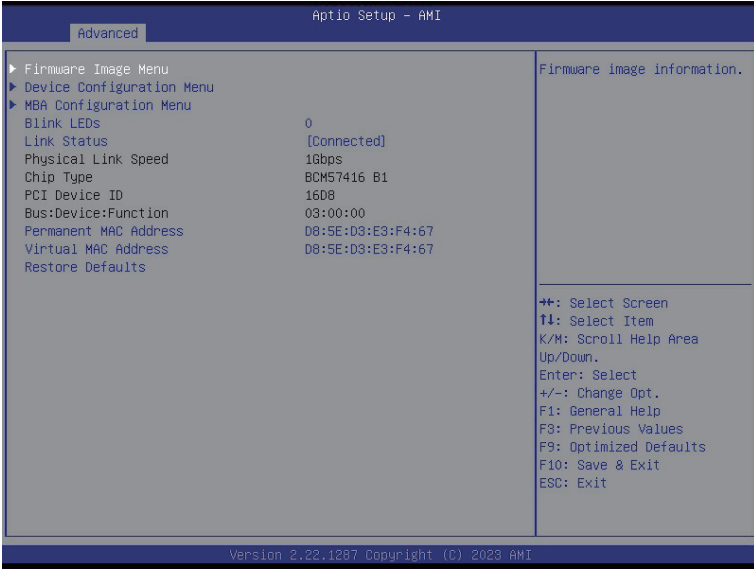 Aptio Setup – AMI
Advanced
Firmware Image Menu
Device Configuration Menu
MBA Configuration Menu
Blink LEDs 0
Link Status [Connected]
Physical Link Speed 1Gbps
Chip Type BCM57416 B1
PCI Device ID 16D8
Bus:Device:Function 03:00:00
Permanent MAC Address D8:5E:D3:E3:F4:67
Virtual MAC Address D8:5E:D3:E3:F4:67
Restore Defaults
Firmware image information.
→←: Select Screen
↑↓: Select Item
K/M: Scroll Help Area
Up/Down.
Enter: Select
+/-: Change Opt.
F1: General Help
F3: Previous Values
F9: Optimized Defaults
F10: Save & Exit
ESC: Exit
Version 2.22.1287 Copyright (C) 2023 AMI